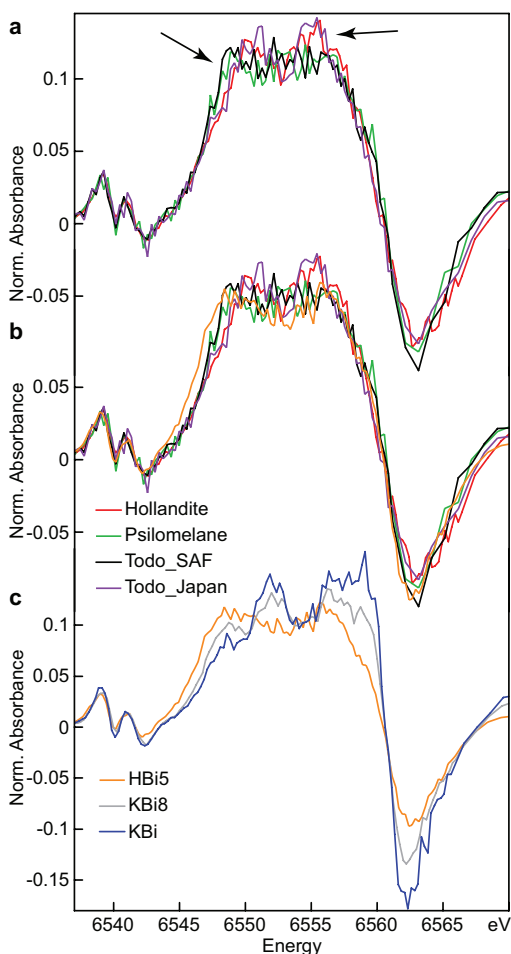 a
Norm. Absorbance
0.1
0.05
0
-0.05
b
Norm. Absorbance
0.05
0
-0.05
Hollandite
Psilomelane
Todo_SAF
Todo_Japan
c
Norm. Absorbance
0.1
0.05
0
-0.05
-0.1
-0.15
HBi5
KBi8
KBi
6540 6545 6550 6555 6560 6565 eV
Energy